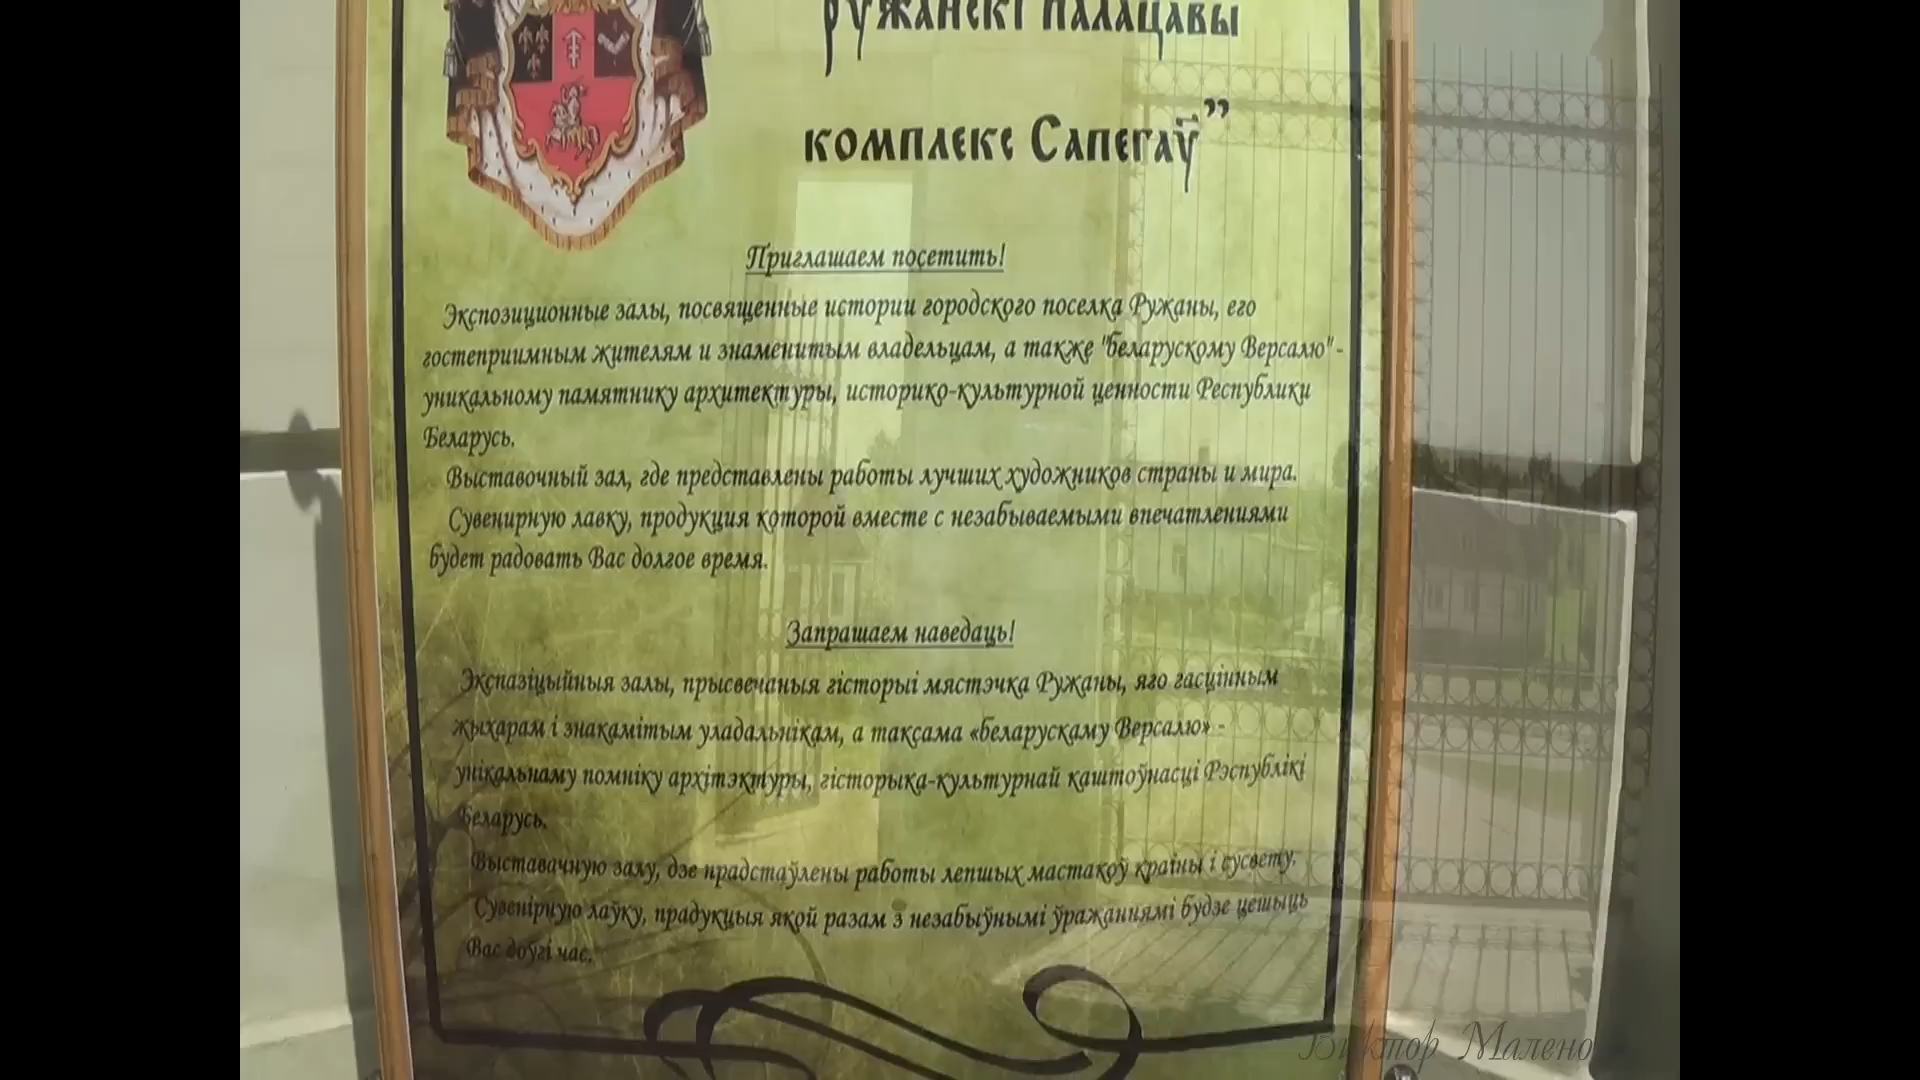 ружанскі палацавы
комплекс Сапегаў”
Приглашаем посетить!
Экспозиционные залы, посвященные истории городского поселка Ружаны, его
гостеприимным жителям и знаменитым владельцам, а также "беларускому Версалю" -
уникальному памятнику архитектуры, историко-культурной ценности Республики
Беларусь.
Выставочный зал, где представлены работы лучших художников страны и мира.
Сувенирную лавку, продукция которой вместе с незабываемыми впечатлениями
будет радовать Вас долгое время.
Запрашаем наведаць!
Экспазіцыйныя залы, прысвечаныя гісторыі мястэчка Ружаны, яго гасцінным
жыхарам і знакамітым уладальнікам, а таксама «беларускаму Версалю» -
унікальнаму помніку архітэктуры, гісторыка-культурнай каштоўнасці Рэспублікі
Беларусь.
Выставачную залу, дзе прадстаўлены работы лепшых мастакоў краіны і сусвету.
Сувенірную лаўку, прадукцыя якой разам з незабыўнымі ўражаннямі будзе цешыць
Вас доўгі час.
Виктор Малено